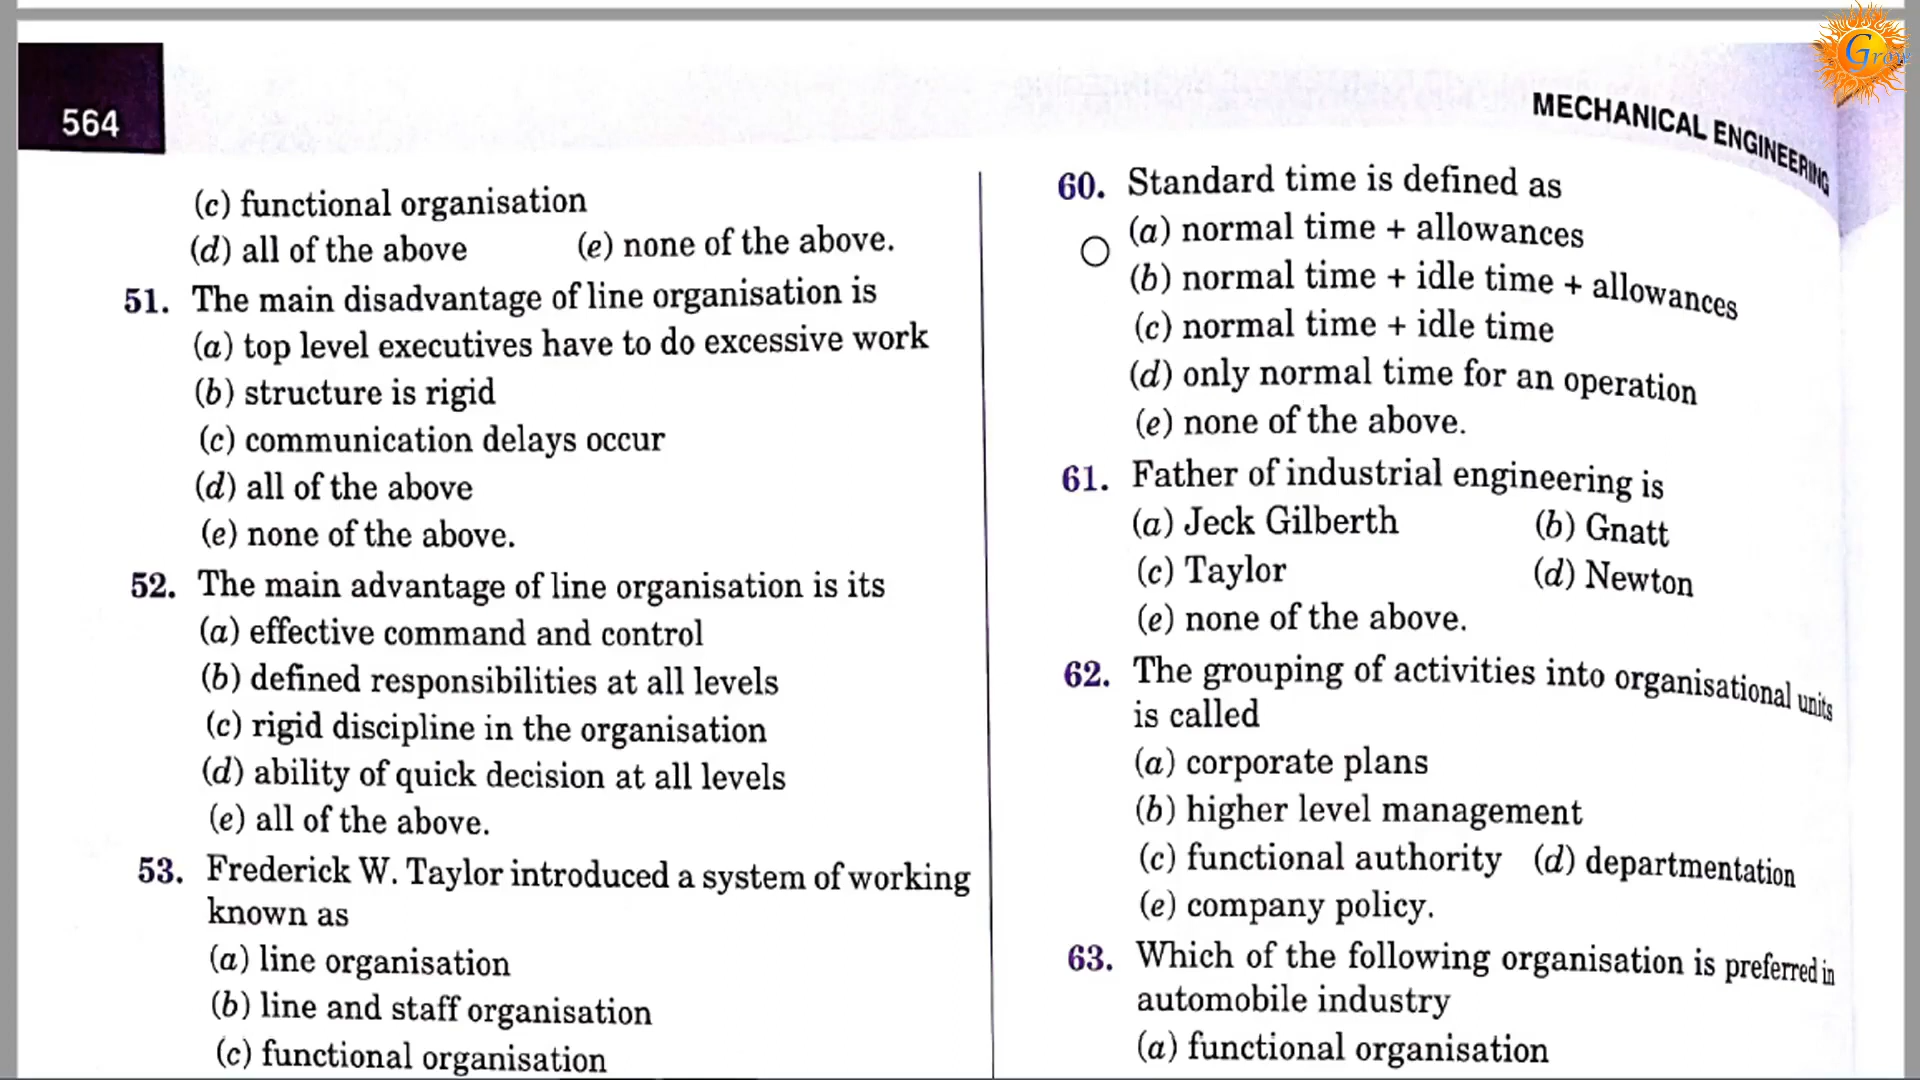 564
MECHANICAL ENGINEERING
Grow
(c) functional organisation
(d) all of the above (e) none of the above.
51. The main disadvantage of line organisation is
(a) top level executives have to do excessive work
(b) structure is rigid
(c) communication delays occur
(d) all of the above
(e) none of the above.
52. The main advantage of line organisation is its
(a) effective command and control
(b) defined responsibilities at all levels
(c) rigid discipline in the organisation
(d) ability of quick decision at all levels
(e) all of the above.
53. Frederick W. Taylor introduced a system of working
known as
(a) line organisation
(b) line and staff organisation
(c) functional organisation
60. Standard time is defined as
(a) normal time + allowances
(b) normal time + idle time + allowances
(c) normal time + idle time
(d) only normal time for an operation
(e) none of the above.
61. Father of industrial engineering is
(a) Jeck Gilberth (b) Gnatt
(c) Taylor (d) Newton
(e) none of the above.
62. The grouping of activities into organisational units
is called
(a) corporate plans
(b) higher level management
(c) functional authority (d) departmentation
(e) company policy.
63. Which of the following organisation is preferred in
automobile industry
(a) functional organisation